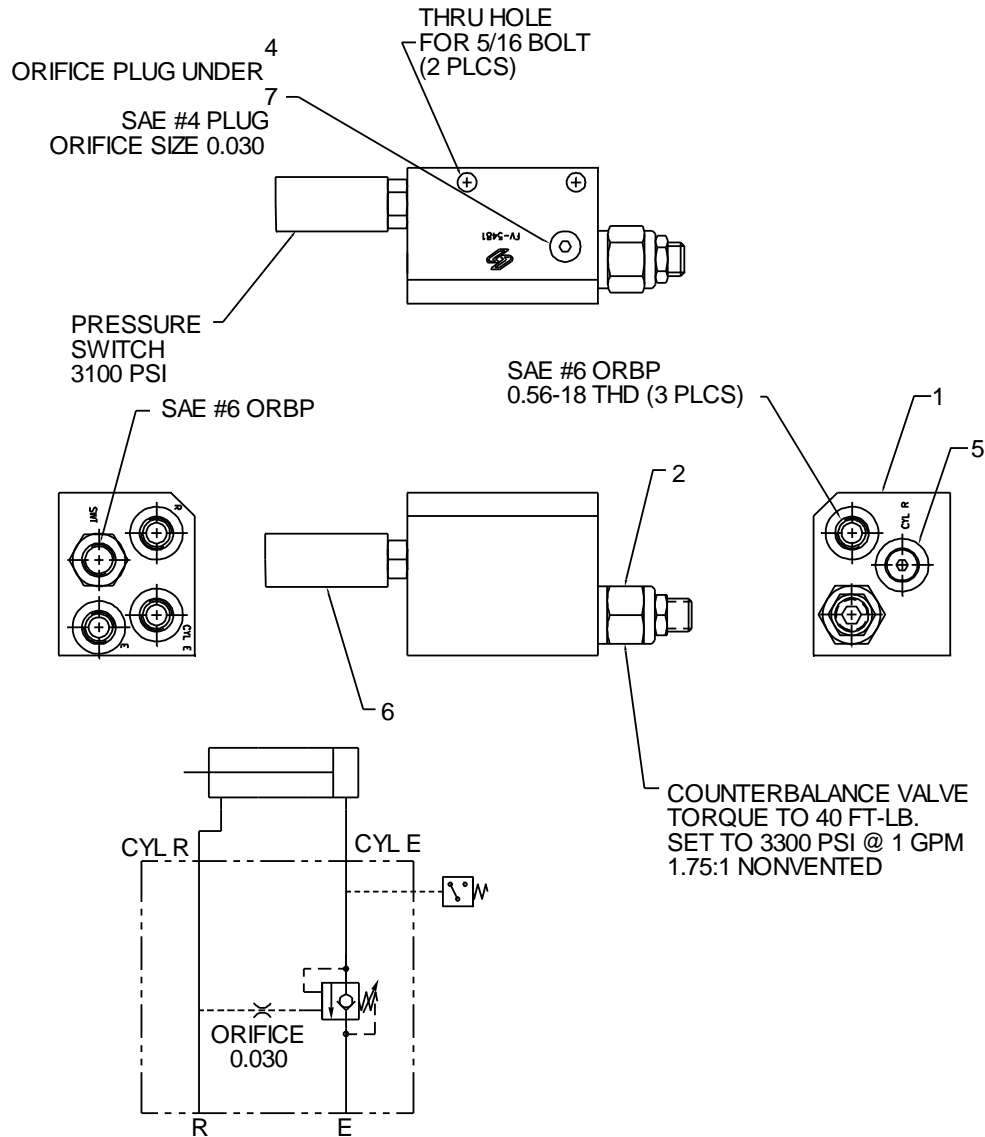 THRU HOLE
FOR 5/16 BOLT
(2 PLCS)
4
ORIFICE PLUG UNDER
7
SAE #4 PLUG
ORIFICE SIZE 0.030
FV-5481
PRESSURE
SWITCH
3100 PSI
SAE #6 ORBP
0.56-18 THD (3 PLCS)
SAE #6 ORBP
1
5
2
SWT
R
E
CYL E
CYL R
6
COUNTERBALANCE VALVE
TORQUE TO 40 FT-LB.
SET TO 3300 PSI @ 1 GPM
1.75:1 NONVENTED
CYL R
CYL E
ORIFICE
0.030
R
E